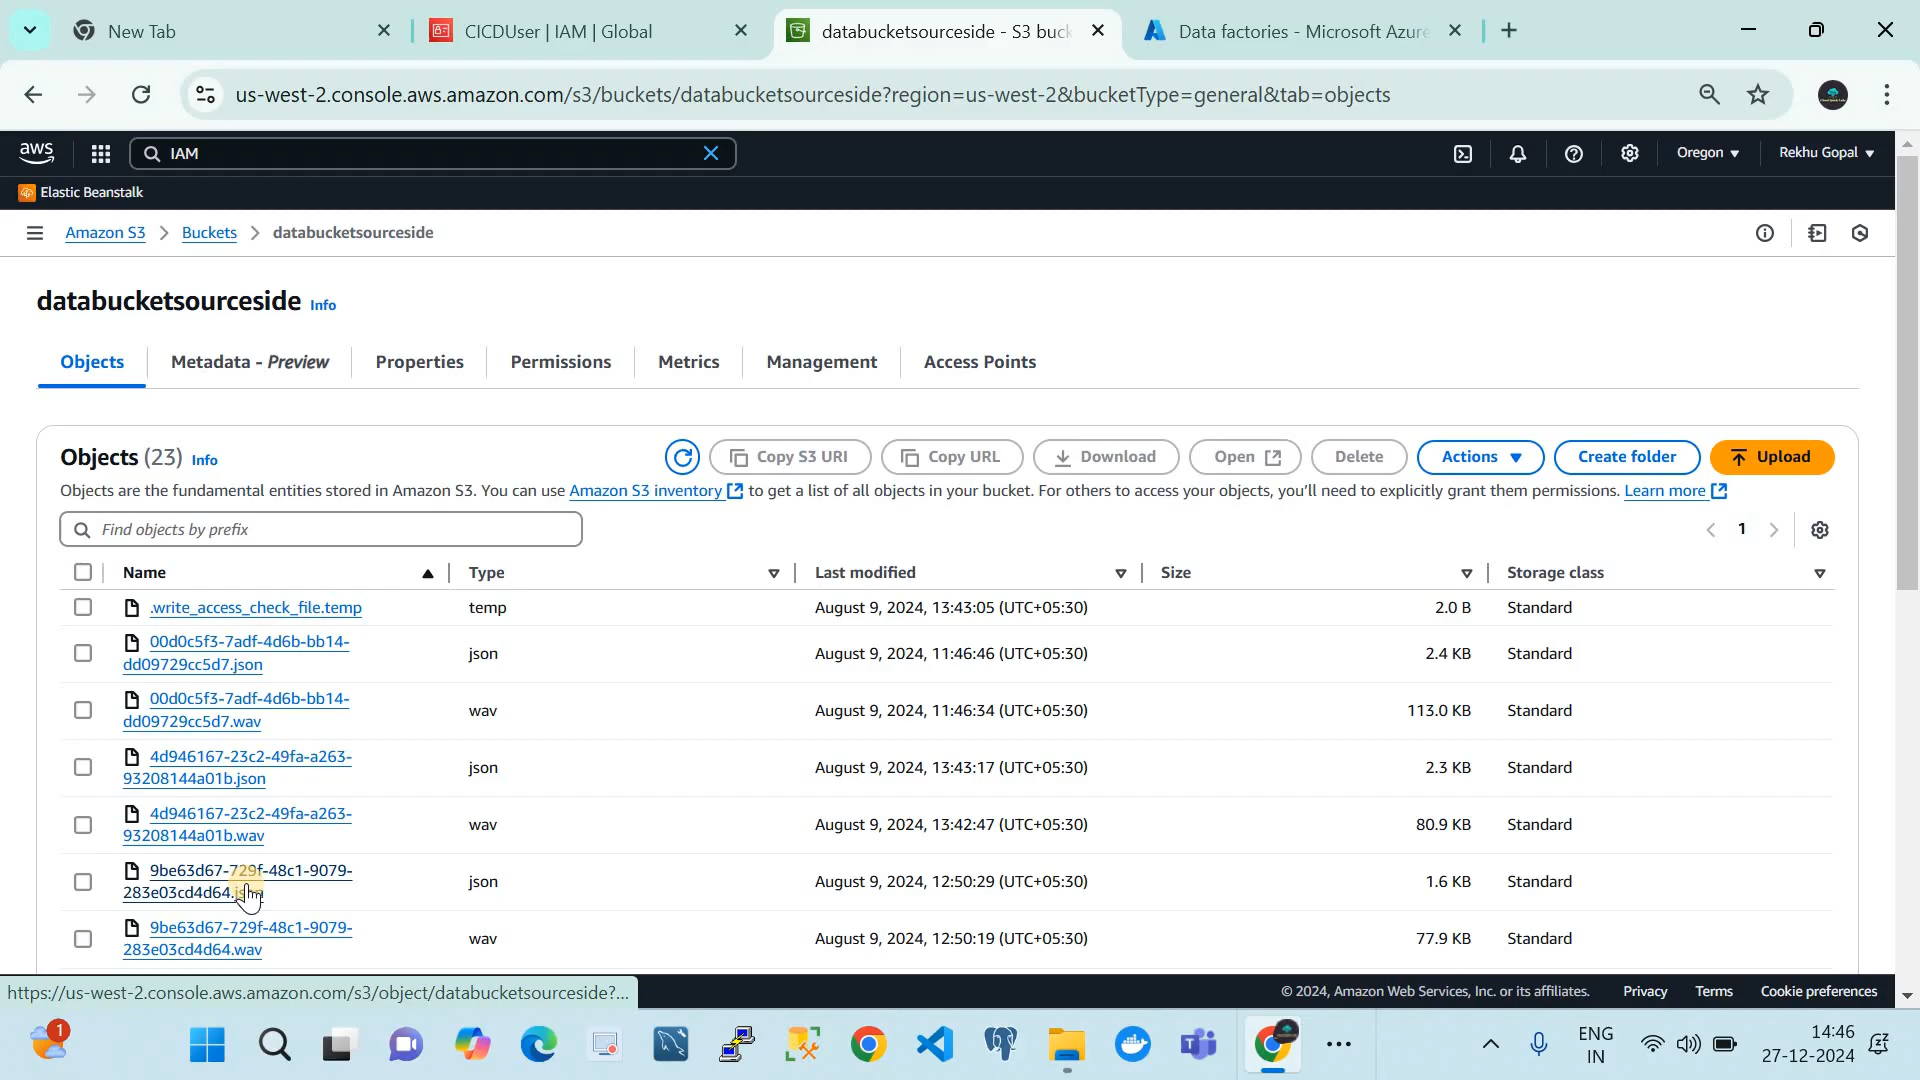 New Tab
CICDUser | IAM | Global
databucketsourceside - S3 buck
Data factories - Microsoft Azure
us-west-2.console.aws.amazon.com/s3/buckets/databucketsourceside?region=us-west-2&bucketType=general&tab=objects
aws
IAM
Oregon
Rekhu Gopal
Elastic Beanstalk
Amazon S3
Buckets
databucketsourceside
databucketsourceside Info
Objects
Metadata - Preview
Properties
Permissions
Metrics
Management
Access Points
Objects (23) Info
Copy S3 URI
Copy URL
Download
Open
Delete
Actions
Create folder
Upload
Objects are the fundamental entities stored in Amazon S3. You can use Amazon S3 inventory to get a list of all objects in your bucket. For others to access your objects, you'll need to explicitly grant them permissions. Learn more
Find objects by prefix
1
Name
Type
Last modified
Size
Storage class
.write_access_check_file.temp
temp
August 9, 2024, 13:43:05 (UTC+05:30)
2.0 B
Standard
00d0c5f3-7adf-4d6b-bb14-
dd09729cc5d7.json
json
August 9, 2024, 11:46:46 (UTC+05:30)
2.4 KB
Standard
00d0c5f3-7adf-4d6b-bb14-
dd09729cc5d7.wav
wav
August 9, 2024, 11:46:34 (UTC+05:30)
113.0 KB
Standard
4d946167-23c2-49fa-a263-
93208144a01b.json
json
August 9, 2024, 13:43:17 (UTC+05:30)
2.3 KB
Standard
4d946167-23c2-49fa-a263-
93208144a01b.wav
wav
August 9, 2024, 13:42:47 (UTC+05:30)
80.9 KB
Standard
9be63d67-729f-48c1-9079-
283e03cd4d64.json
json
August 9, 2024, 12:50:29 (UTC+05:30)
1.6 KB
Standard
9be63d67-729f-48c1-9079-
283e03cd4d64.wav
wav
August 9, 2024, 12:50:19 (UTC+05:30)
77.9 KB
Standard
https://us-west-2.console.aws.amazon.com/s3/object/databucketsourceside?...
© 2024, Amazon Web Services, Inc. or its affiliates.
Privacy
Terms
Cookie preferences
1
ENG
IN
14:46
27-12-2024